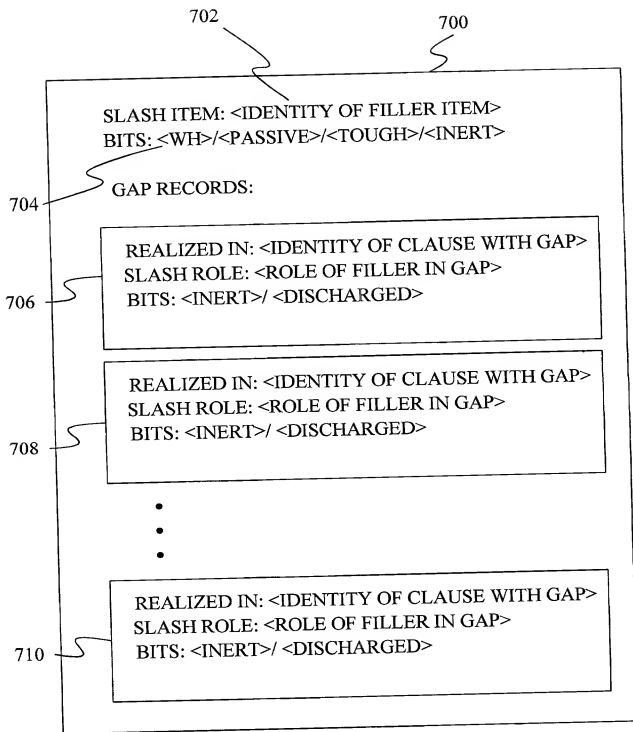 702
700
SLASH ITEM: <IDENTITY OF FILLER ITEM>
BITS: <WH>/<PASSIVE>/<TOUGH>/<INERT>
704
GAP RECORDS:
REALIZED IN: <IDENTITY OF CLAUSE WITH GAP>
SLASH ROLE: <ROLE OF FILLER IN GAP>
BITS: <INERT>/ <DISCHARGED>
706
REALIZED IN: <IDENTITY OF CLAUSE WITH GAP>
SLASH ROLE: <ROLE OF FILLER IN GAP>
BITS: <INERT>/ <DISCHARGED>
708
REALIZED IN: <IDENTITY OF CLAUSE WITH GAP>
SLASH ROLE: <ROLE OF FILLER IN GAP>
BITS: <INERT>/ <DISCHARGED>
710